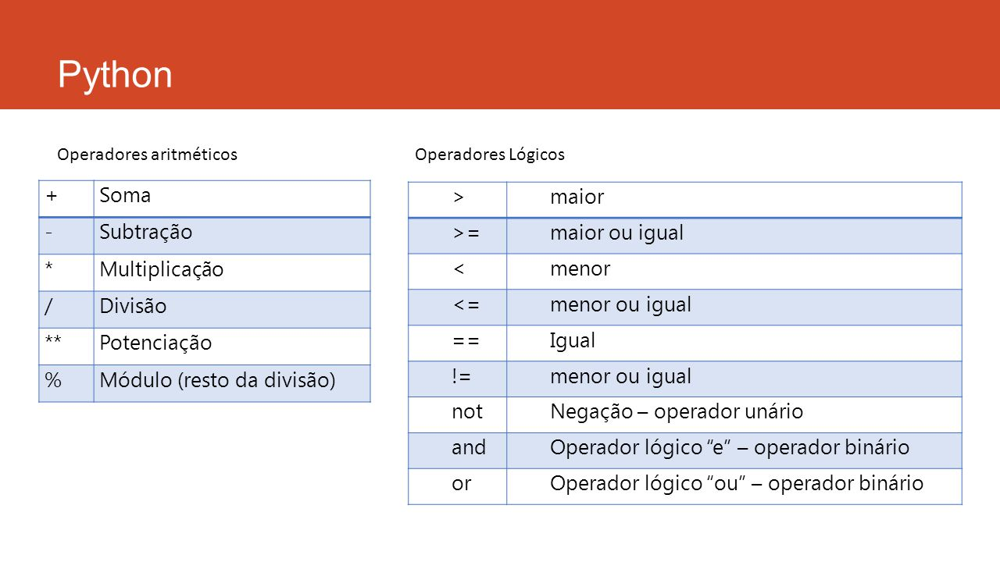 Python
Operadores aritméticos
+ Soma
- Subtração
* Multiplicação
/ Divisão
** Potenciação
% Módulo (resto da divisão)
Operadores Lógicos
> maior
>= maior ou igual
< menor
<= menor ou igual
== Igual
!= menor ou igual
not Negação – operador unário
and Operador lógico “e” – operador binário
or Operador lógico “ou” – operador binário